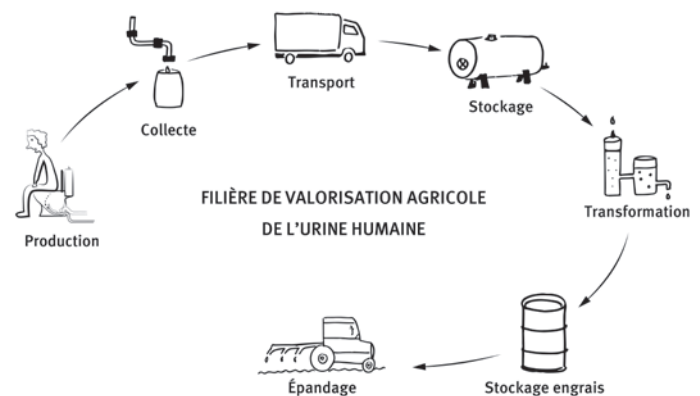 Production
Collecte
Transport
Stockage
Transformation
Stockage engrais
Épandage
FILIÈRE DE VALORISATION AGRICOLE
DE L'URINE HUMAINE